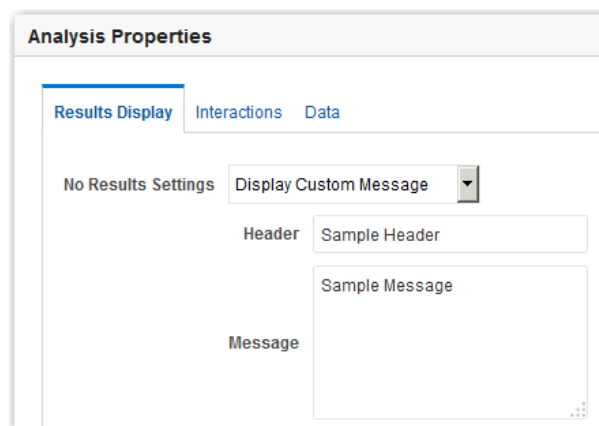 Analysis Properties
Results Display Interactions Data
No Results Settings Display Custom Message
Header Sample Header
Sample Message
Message